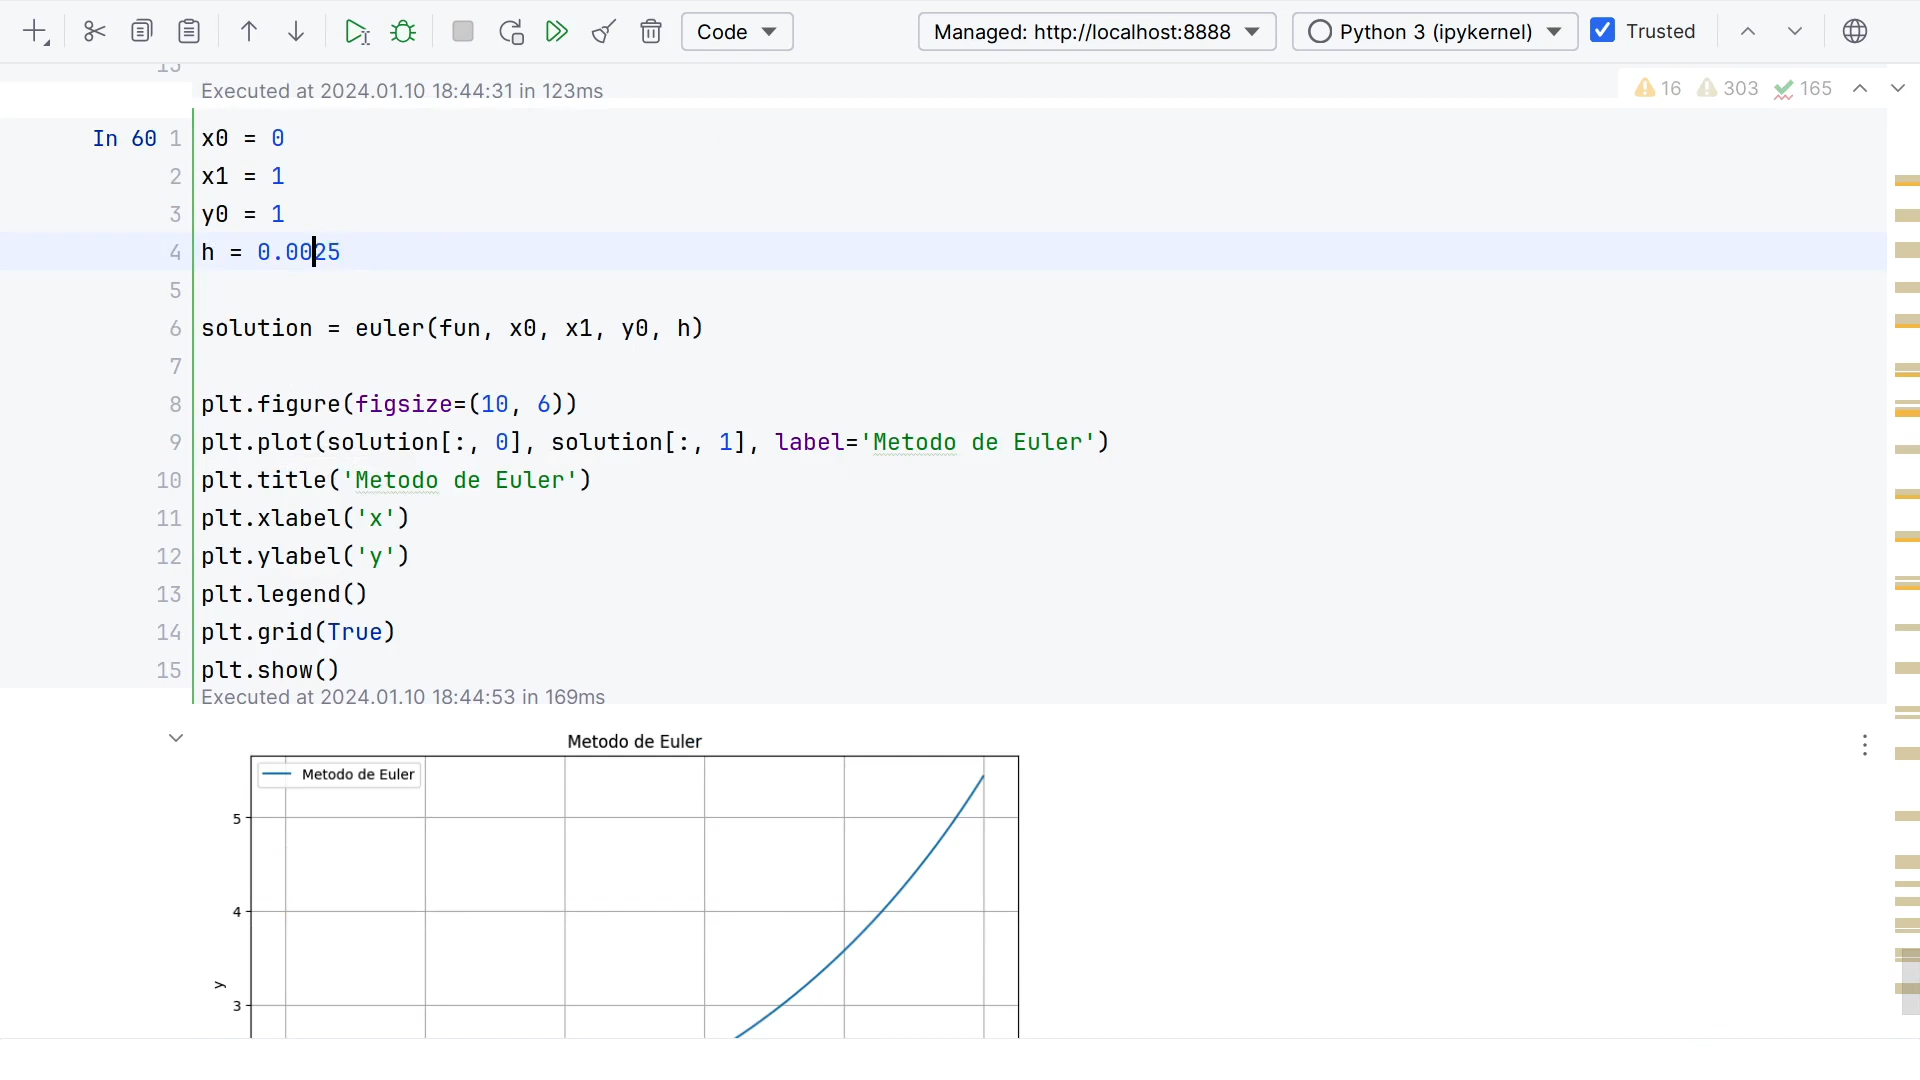 Code
Managed: http://localhost:8888
Python 3 (ipykernel)
Trusted
15
Executed at 2024.01.10 18:44:31 in 123ms
16 303 165
In 60 1 x0 = 0
2 x1 = 1
3 y0 = 1
4 h = 0.0025
5
6 solution = euler(fun, x0, x1, y0, h)
7
8 plt.figure(figsize=(10, 6))
9 plt.plot(solution[:, 0], solution[:, 1], label='Metodo de Euler')
10 plt.title('Metodo de Euler')
11 plt.xlabel('x')
12 plt.ylabel('y')
13 plt.legend()
14 plt.grid(True)
15 plt.show()
Executed at 2024.01.10 18:44:53 in 169ms
Metodo de Euler
Metodo de Euler
5
4
y
3